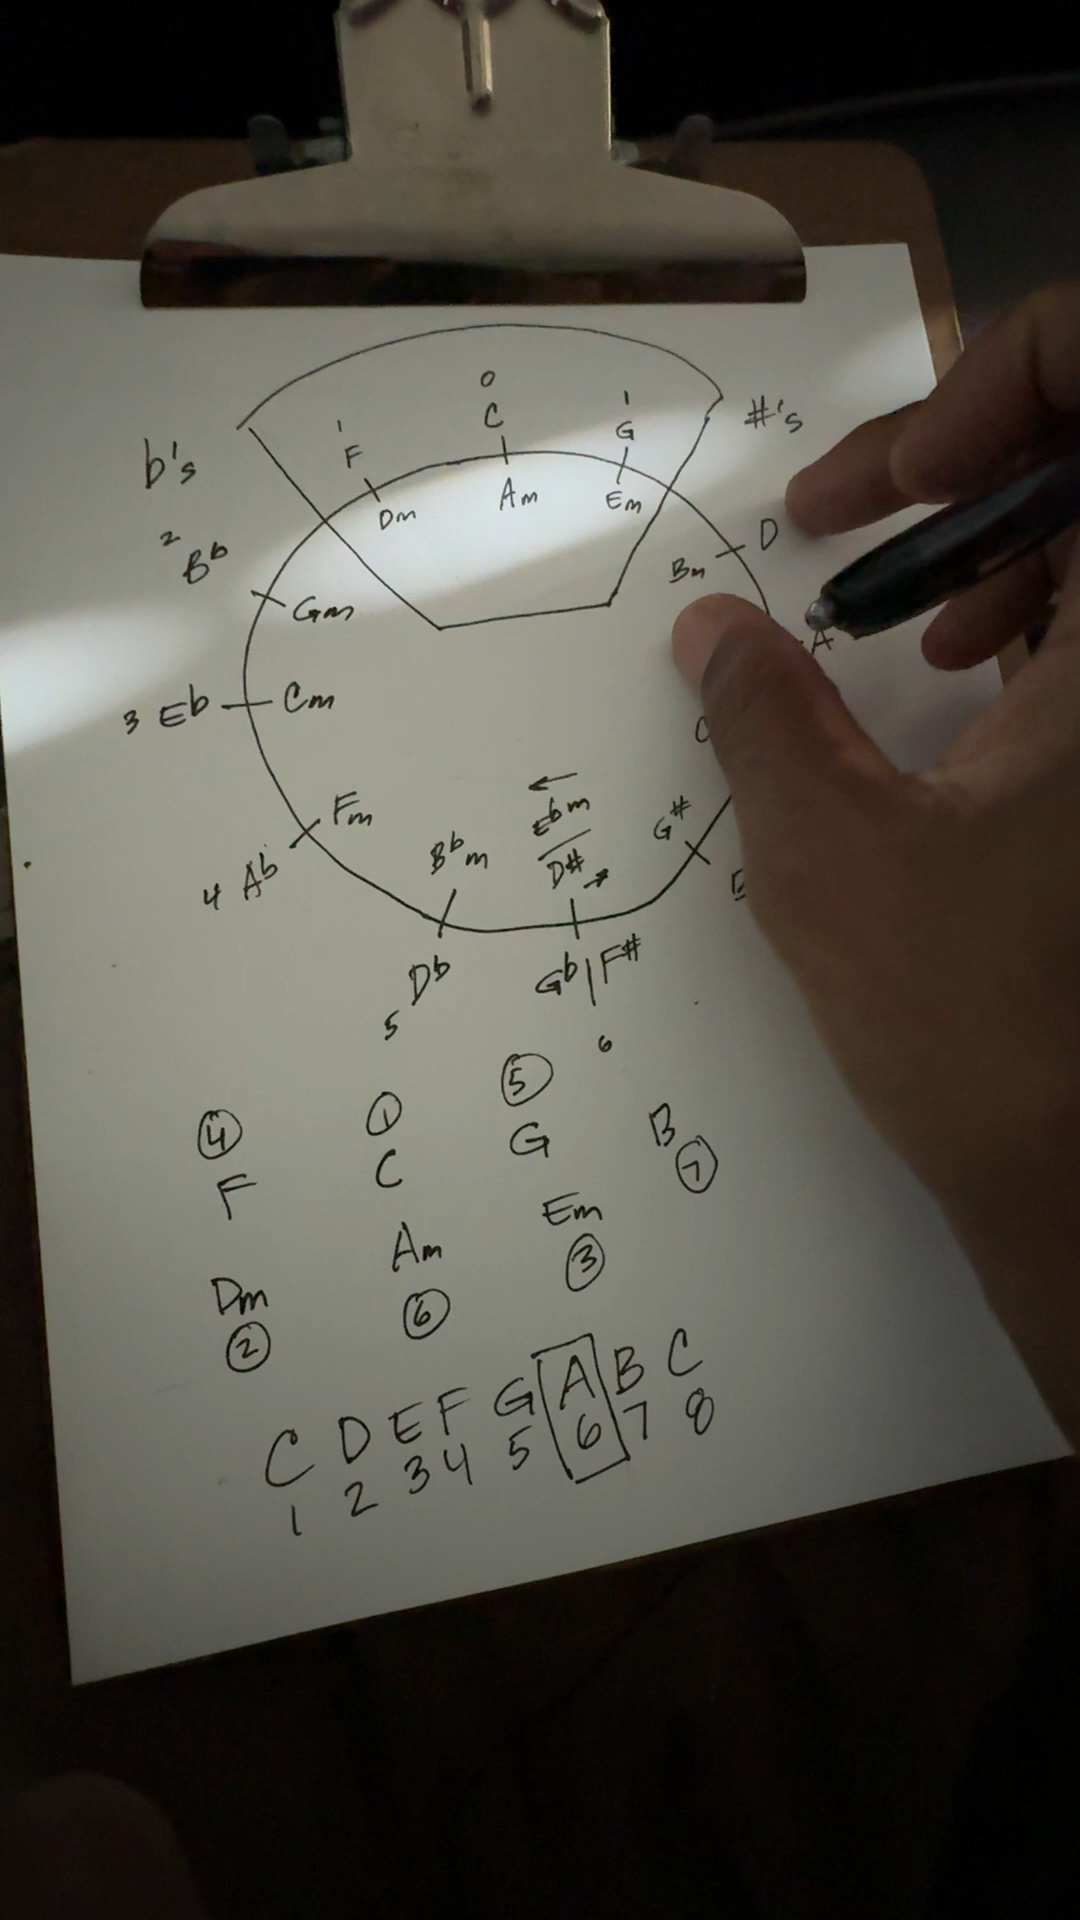 0
1 C 1
F G
b's #'s
Dm Am Em
2 Bb Gm
Bm D
A
3 Eb Cm
4 Ab Fm
Bbm
Ebm
D#
G#
5 Db
Gb | F#
6
④ ① ⑤
F C G B
⑦
Dm Am Em
② ⑥ ③
C D E F G A B C
1 2 3 4 5 6 7 8